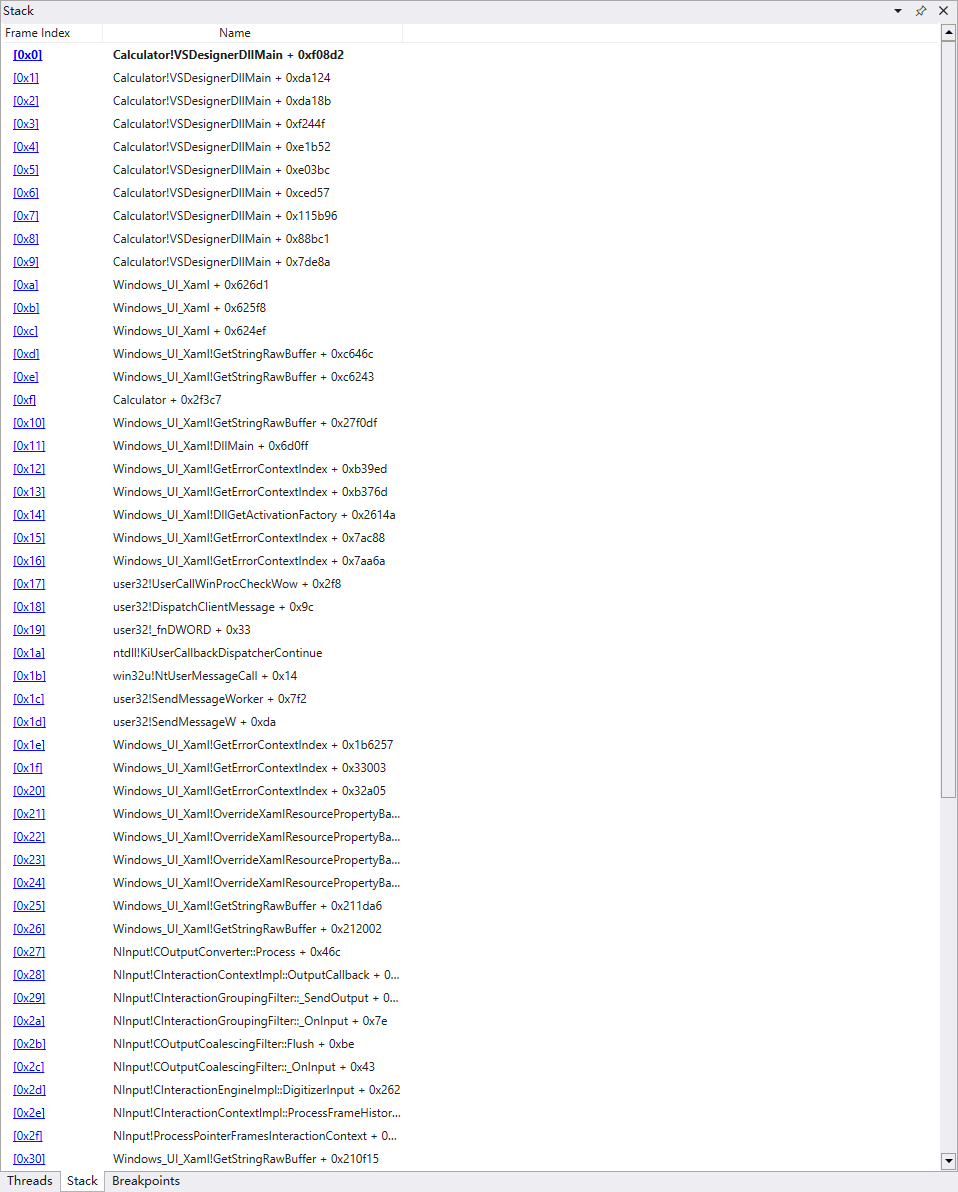 Stack
Frame Index Name
[0x0] Calculator!VSDesignerDllMain + 0xf08d2
[0x1] Calculator!VSDesignerDllMain + 0xda124
[0x2] Calculator!VSDesignerDllMain + 0xda18b
[0x3] Calculator!VSDesignerDllMain + 0xf244f
[0x4] Calculator!VSDesignerDllMain + 0xe1b52
[0x5] Calculator!VSDesignerDllMain + 0xe03bc
[0x6] Calculator!VSDesignerDllMain + 0xced57
[0x7] Calculator!VSDesignerDllMain + 0x115b96
[0x8] Calculator!VSDesignerDllMain + 0x88bc1
[0x9] Calculator!VSDesignerDllMain + 0x7de8a
[0xa] Windows_UI_Xaml + 0x626d1
[0xb] Windows_UI_Xaml + 0x625f8
[0xc] Windows_UI_Xaml + 0x624ef
[0xd] Windows_UI_Xaml!GetStringRawBuffer + 0xc646c
[0xe] Windows_UI_Xaml!GetStringRawBuffer + 0xc6243
[0xf] Calculator + 0x2f3c7
[0x10] Windows_UI_Xaml!GetStringRawBuffer + 0x27f0df
[0x11] Windows_UI_Xaml!DllMain + 0x6d0ff
[0x12] Windows_UI_Xaml!GetErrorContextIndex + 0xb39ed
[0x13] Windows_UI_Xaml!GetErrorContextIndex + 0xb376d
[0x14] Windows_UI_Xaml!DllGetActivationFactory + 0x2614a
[0x15] Windows_UI_Xaml!GetErrorContextIndex + 0x7ac88
[0x16] Windows_UI_Xaml!GetErrorContextIndex + 0x7aa6a
[0x17] user32!UserCallWinProcCheckWow + 0x2f8
[0x18] user32!DispatchClientMessage + 0x9c
[0x19] user32!_fnDWORD + 0x33
[0x1a] ntdll!KiUserCallbackDispatcherContinue
[0x1b] win32u!NtUserMessageCall + 0x14
[0x1c] user32!SendMessageWorker + 0x7f2
[0x1d] user32!SendMessageW + 0xda
[0x1e] Windows_UI_Xaml!GetErrorContextIndex + 0x1b6257
[0x1f] Windows_UI_Xaml!GetErrorContextIndex + 0x33003
[0x20] Windows_UI_Xaml!GetErrorContextIndex + 0x32a05
[0x21] Windows_UI_Xaml!OverrideXamlResourcePropertyBa...
[0x22] Windows_UI_Xaml!OverrideXamlResourcePropertyBa...
[0x23] Windows_UI_Xaml!OverrideXamlResourcePropertyBa...
[0x24] Windows_UI_Xaml!OverrideXamlResourcePropertyBa...
[0x25] Windows_UI_Xaml!GetStringRawBuffer + 0x211da6
[0x26] Windows_UI_Xaml!GetStringRawBuffer + 0x212002
[0x27] NInput!COutputConverter::Process + 0x46c
[0x28] NInput!CInteractionContextImpl::OutputCallback + 0...
[0x29] NInput!CInteractionGroupingFilter::_SendOutput + 0...
[0x2a] NInput!CInteractionGroupingFilter::_OnInput + 0x7e
[0x2b] NInput!COutputCoalescingFilter::Flush + 0xbe
[0x2c] NInput!COutputCoalescingFilter::_OnInput + 0x43
[0x2d] NInput!CInteractionEngineImpl::DigitizerInput + 0x262
[0x2e] NInput!CInteractionContextImpl::ProcessFrameHistor...
[0x2f] NInput!ProcessPointerFramesInteractionContext + 0...
[0x30] Windows_UI_Xaml!GetStringRawBuffer + 0x210f15
Threads Stack Breakpoints